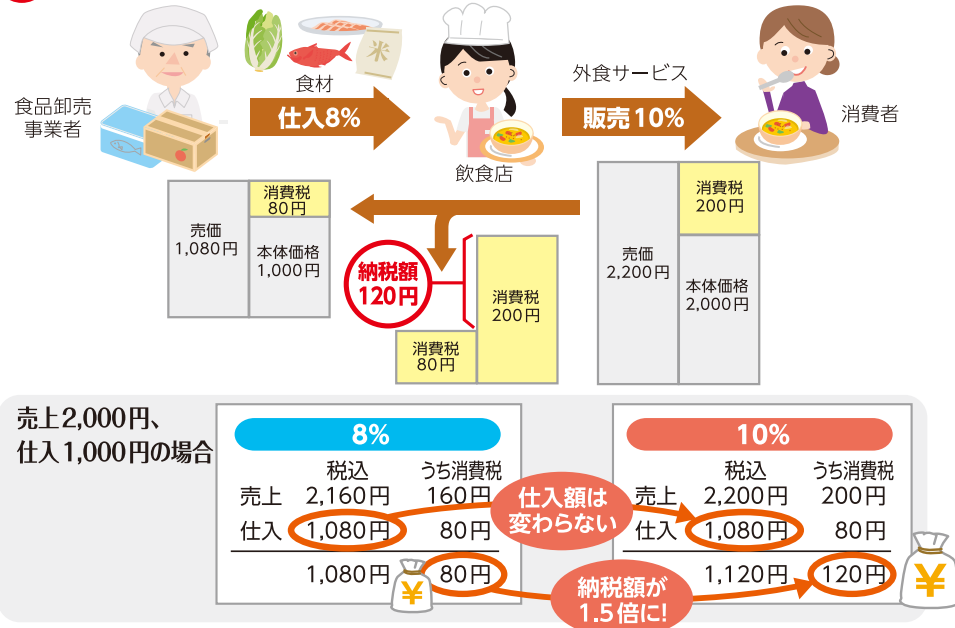 食品卸売
事業者
食材
米
仕入8%
飲食店
外食サービス
販売10%
消費者
売価
1,080円
消費税
80円
本体価格
1,000円
納税額
120円
消費税
80円
消費税
200円
売価
2,200円
消費税
200円
本体価格
2,000円
売上2,000円、
仕入1,000円の場合
8%
税込 うち消費税
売上 2,160円 160円
仕入 1,080円 80円
1,080円 80円
¥
仕入額は
変わらない
納税額が
1.5倍に!
10%
税込 うち消費税
売上 2,200円 200円
仕入 1,080円 80円
1,120円 120円
¥